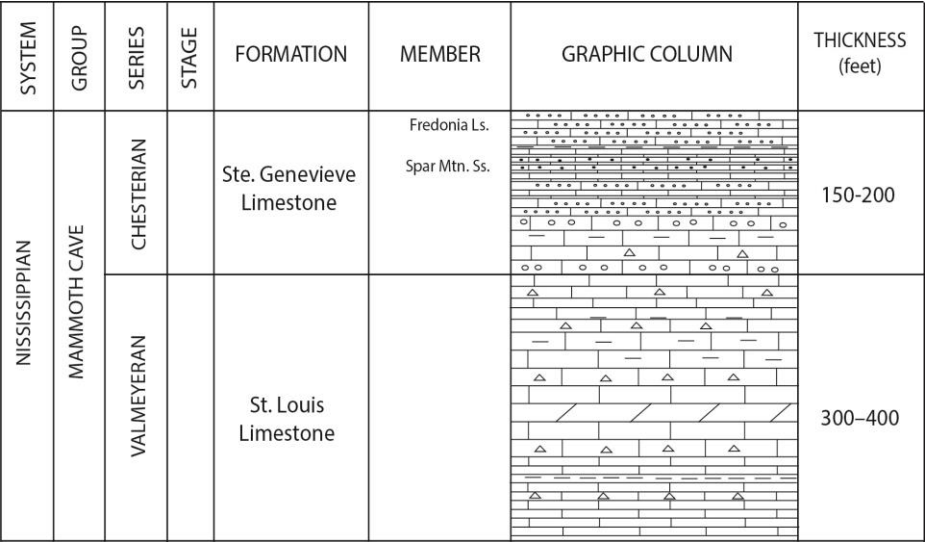 SYSTEM
GROUP
SERIES
STAGE
FORMATION
MEMBER
GRAPHIC COLUMN
THICKNESS
(feet)
NISSISSIPPIAN
MAMMOTH CAVE
CHESTERIAN
Ste. Genevieve
Limestone
Fredonia Ls.
Spar Mtn. Ss.
150-200
VALMEYERAN
St. Louis
Limestone
300–400